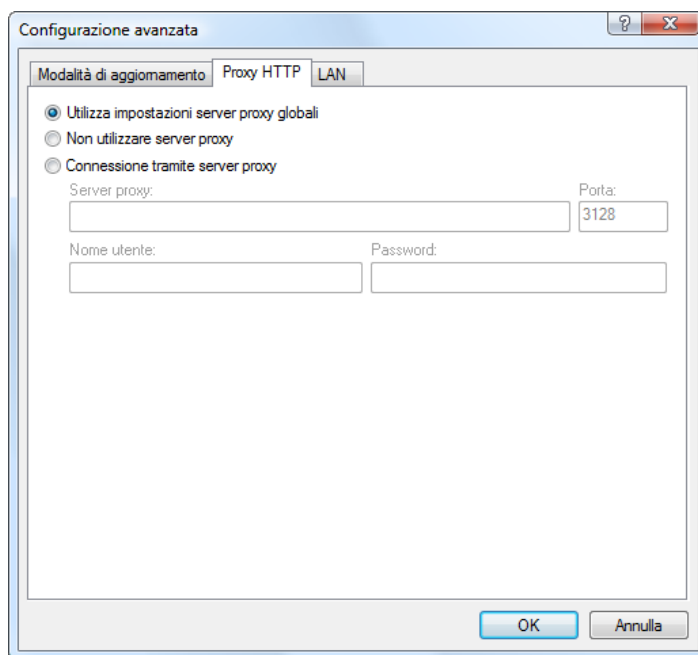 Configurazione avanzata
Modalità di aggiornamento Proxy HTTP LAN
Utilizza impostazioni server proxy globali
Non utilizzare server proxy
Connessione tramite server proxy
Server proxy: Porta:
3128
Nome utente: Password:
OK Annulla